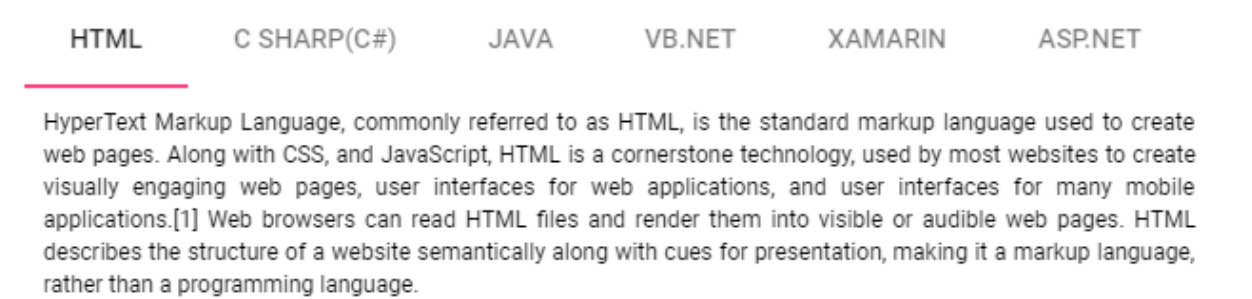 HTML C SHARP(C#) JAVA VB.NET XAMARIN ASP.NET
HyperText Markup Language, commonly referred to as HTML, is the standard markup language used to create
web pages. Along with CSS, and JavaScript, HTML is a cornerstone technology, used by most websites to create
visually engaging web pages, user interfaces for web applications, and user interfaces for many mobile
applications.[1] Web browsers can read HTML files and render them into visible or audible web pages. HTML
describes the structure of a website semantically along with cues for presentation, making it a markup language,
rather than a programming language.